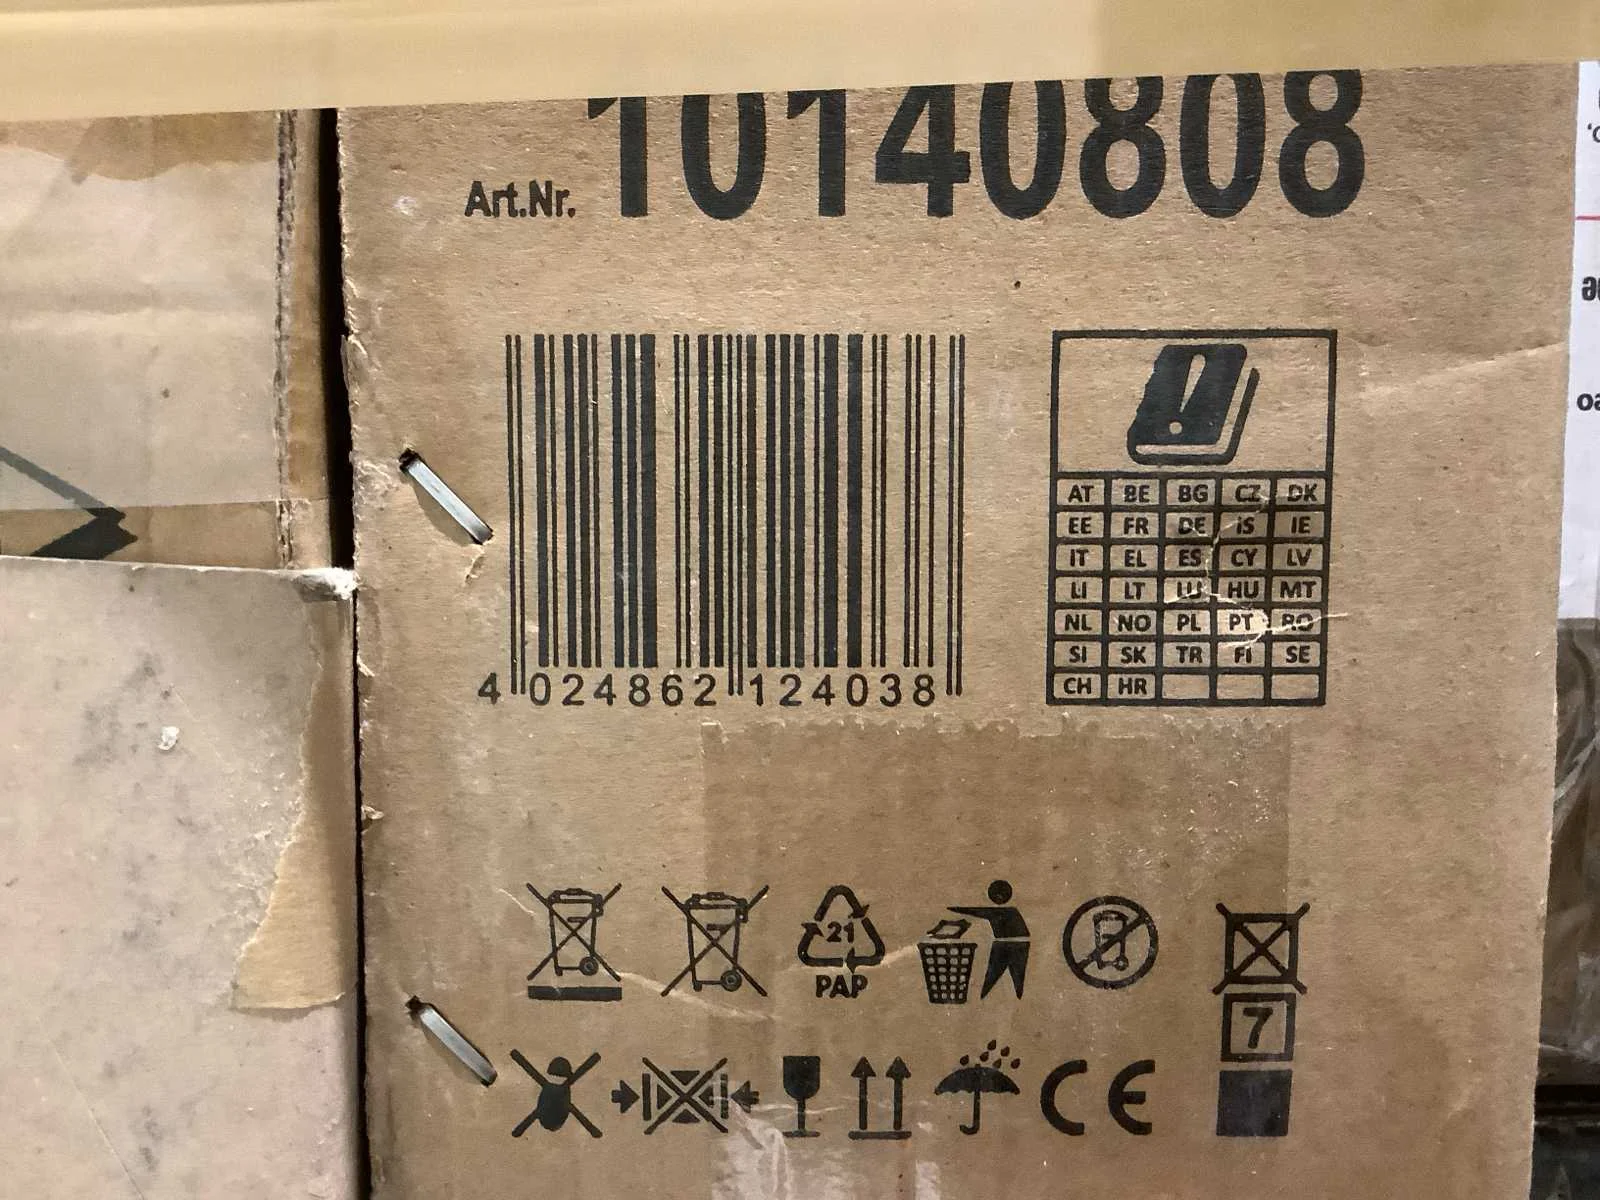 Art.Nr. 10140808
4 024862 124038
AT BE BG CZ DK
EE FR DE IS IE
IT EL ES CY LV
LI LT LU HU MT
NL NO PL PT RO
SI SK TR FI SE
CH HR
21
PAP
7
CE